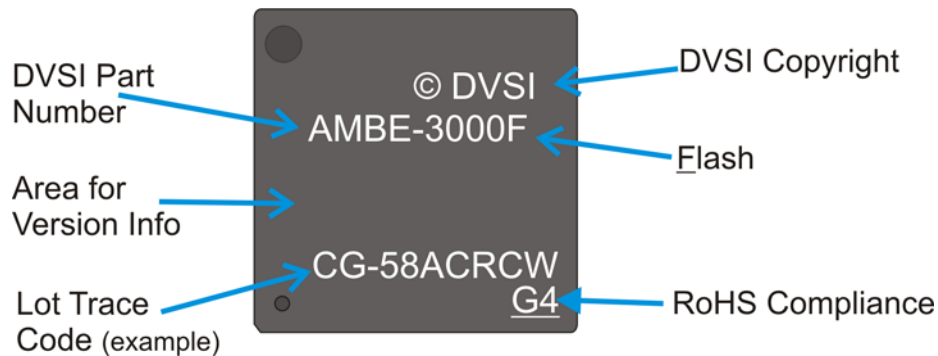 DVSI Part
Number
Area for
Version Info
Lot Trace
Code (example)
© DVSI
AMBE-3000F
CG-58ACRCW
G4
DVSI Copyright
Flash
RoHS Compliance